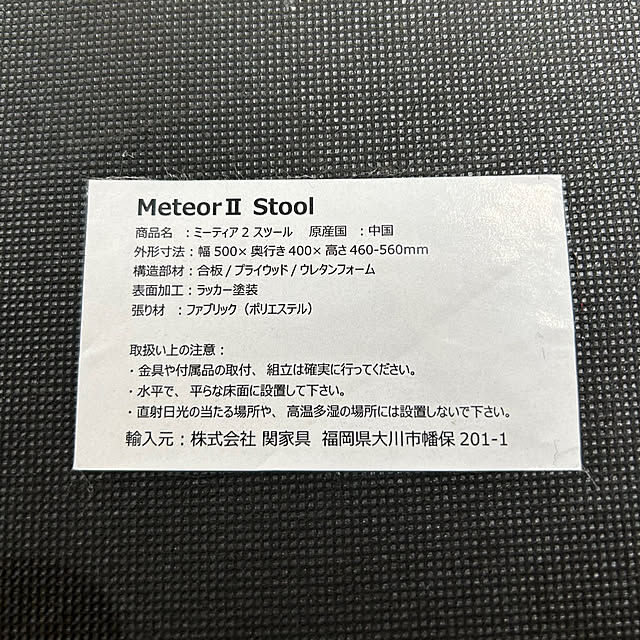 MeteorⅡ Stool
商品名 : ミーティア 2 スツール 原産国 : 中国
外形寸法 : 幅 500× 奥行き 400× 高さ 460-560mm
構造部材 : 合板 / プライウッド / ウレタンフォーム
表面加工 : ラッカー塗装
張り材 : ファブリック（ポリエステル）
取扱い上の注意 :
・金具や付属品の取付、組立は確実に行ってください。
・水平で、平らな床面に設置して下さい。
・直射日光の当たる場所や、高温多湿の場所には設置しないで下さい。
輸入元 : 株式会社 関家具 福岡県大川市幡保 201-1